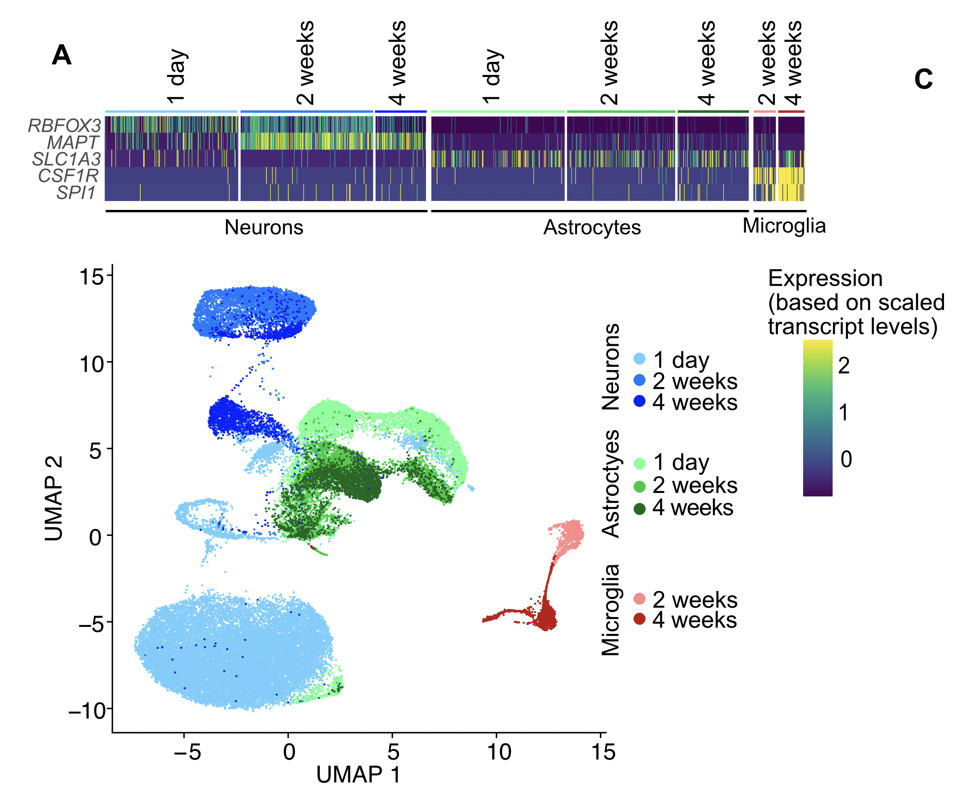 A
1 day
2 weeks
4 weeks
1 day
2 weeks
4 weeks
2 weeks
4 weeks
C
RBFOX3
MAPT
SLC1A3
CSF1R
SPI1
Neurons
Astrocytes
Microglia
Expression
(based on scaled
transcript levels)
2
1
0
Neurons
1 day
2 weeks
4 weeks
Astroctyes
1 day
2 weeks
4 weeks
Microglia
2 weeks
4 weeks
UMAP 2
15
10
5
0
−5
−10
−5
0
5
10
15
UMAP 1